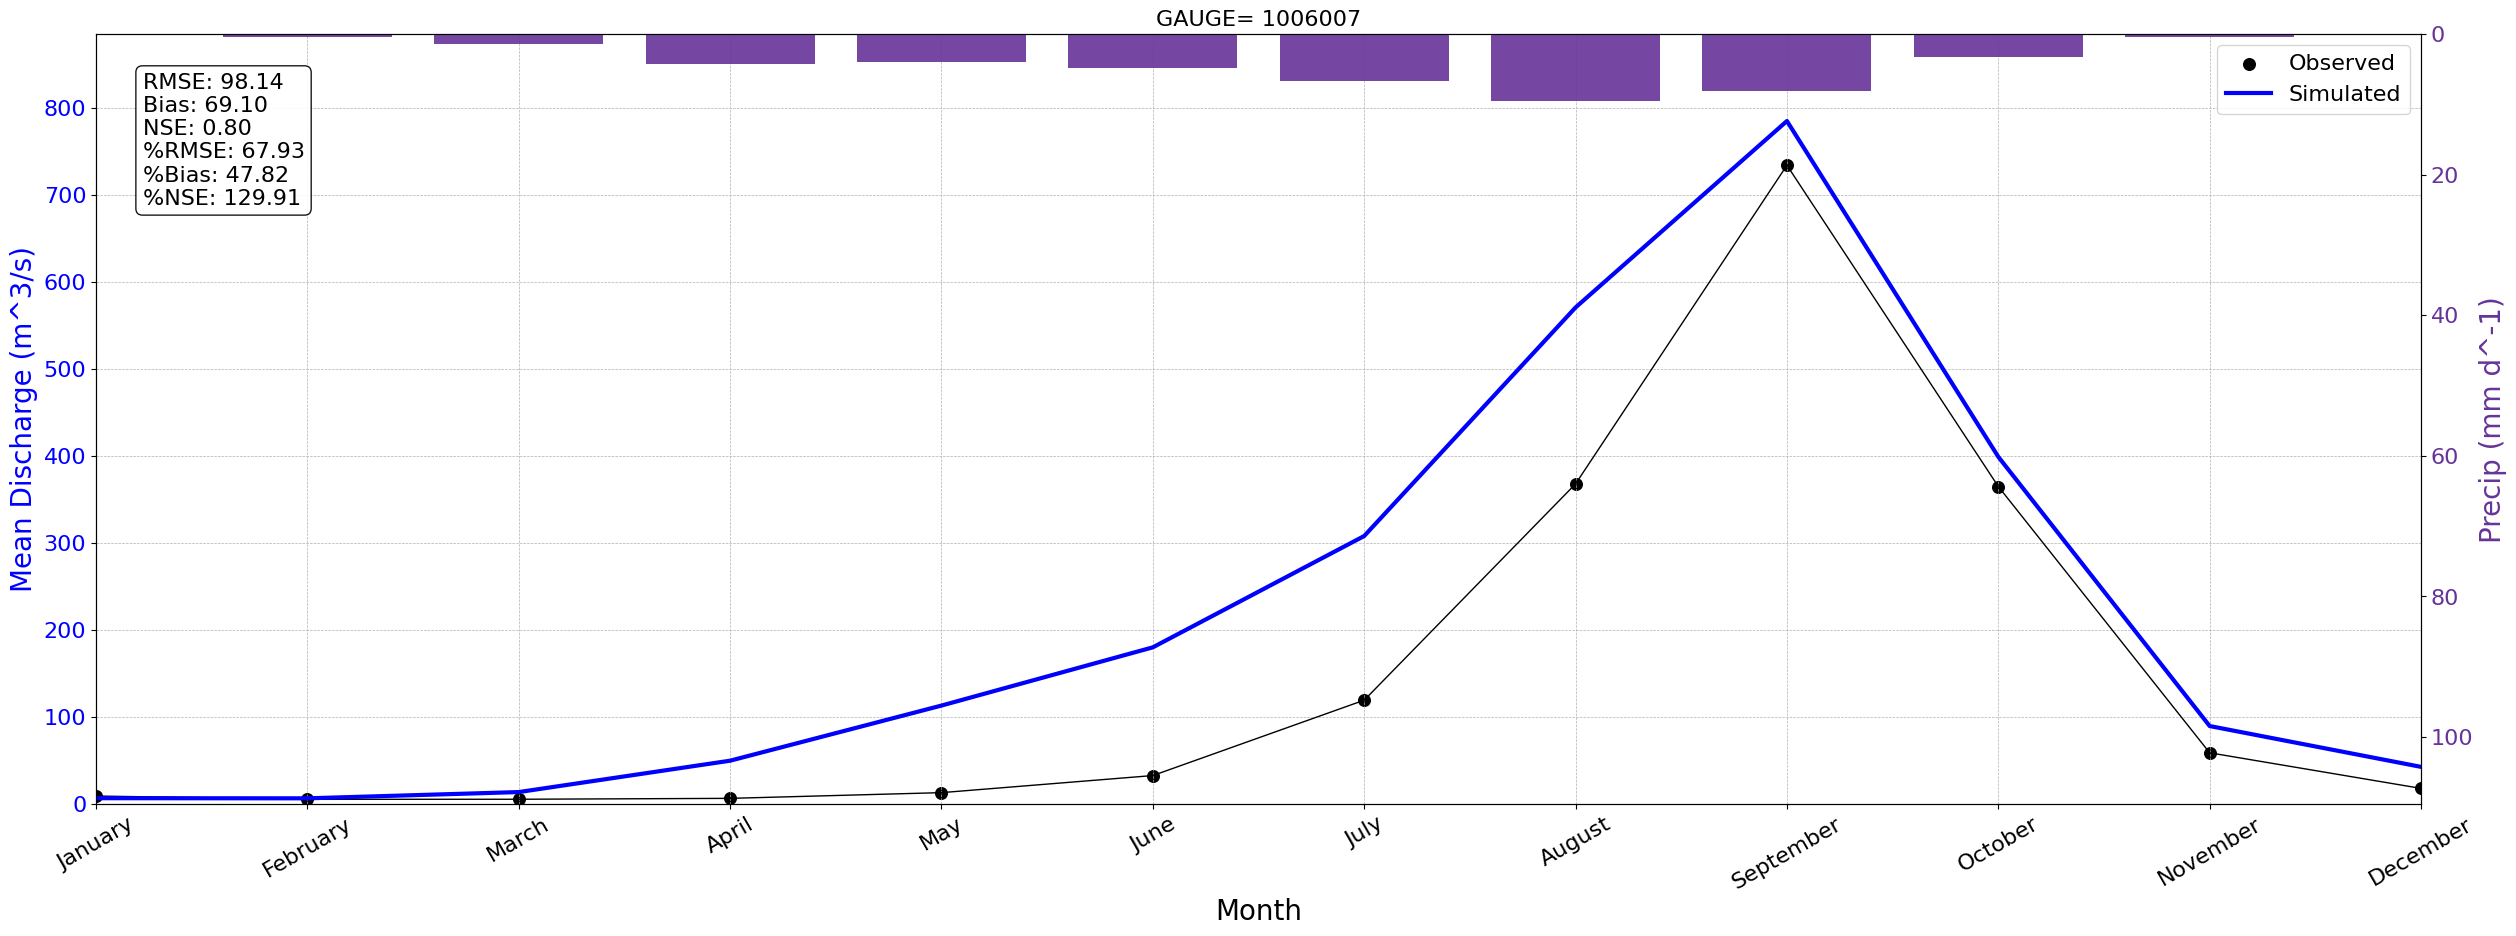 GAUGE= 1006007
RMSE: 98.14
Bias: 69.10
NSE: 0.80
%RMSE: 67.93
%Bias: 47.82
%NSE: 129.91
Observed
Simulated
Mean Discharge (m^3/s)
800
700
600
500
400
300
200
100
0
0
20
40
60
80
100
Precip (mm d^-1)
January
February
March
April
May
June
July
August
September
October
November
December
Month